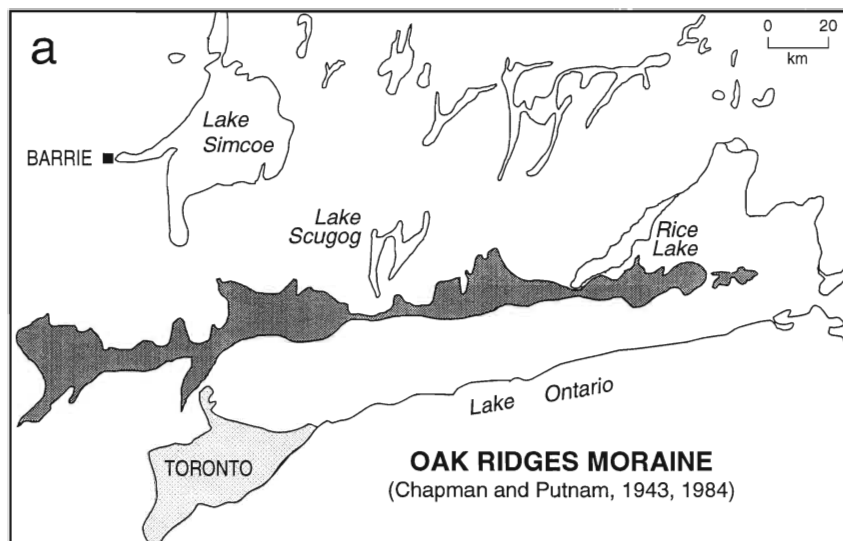 a
0 20
km
Lake
Simcoe
BARRIE
Lake
Scugog
Rice
Lake
Lake Ontario
TORONTO
OAK RIDGES MORAINE
(Chapman and Putnam, 1943, 1984)